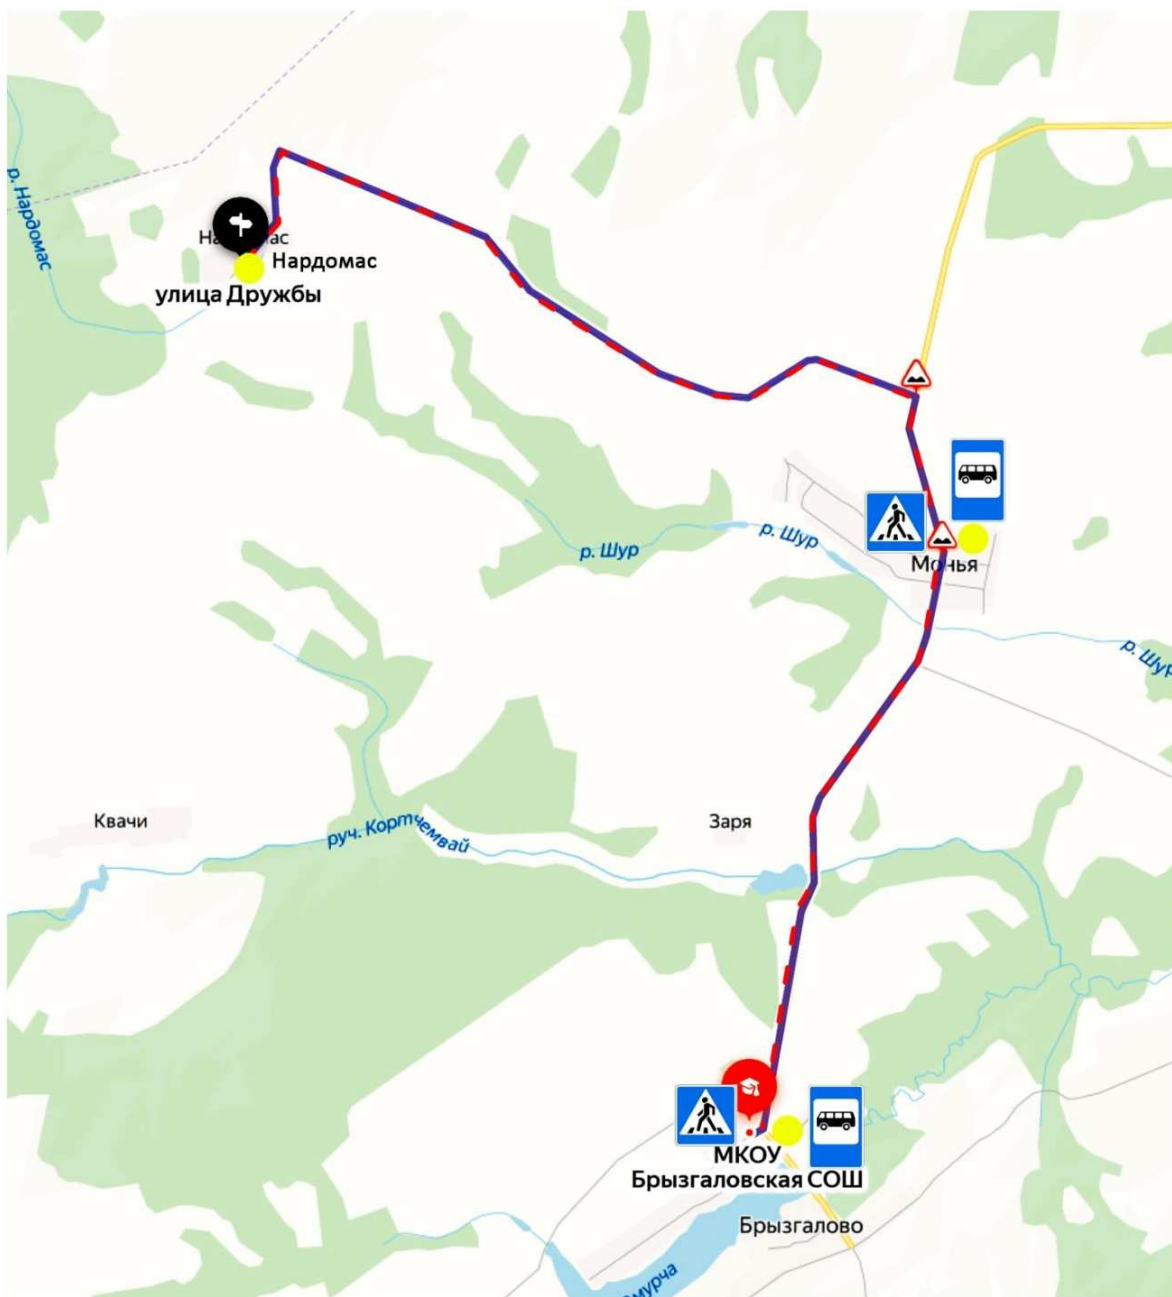 р. Нардомас
Нардомас
улица Дружбы
р. Шур
р. Шур
Монья
р. Шур
Квачи
руч. Кортчемвай
Заря
МКОУ
Брызгаловская СОШ
Брызгалово